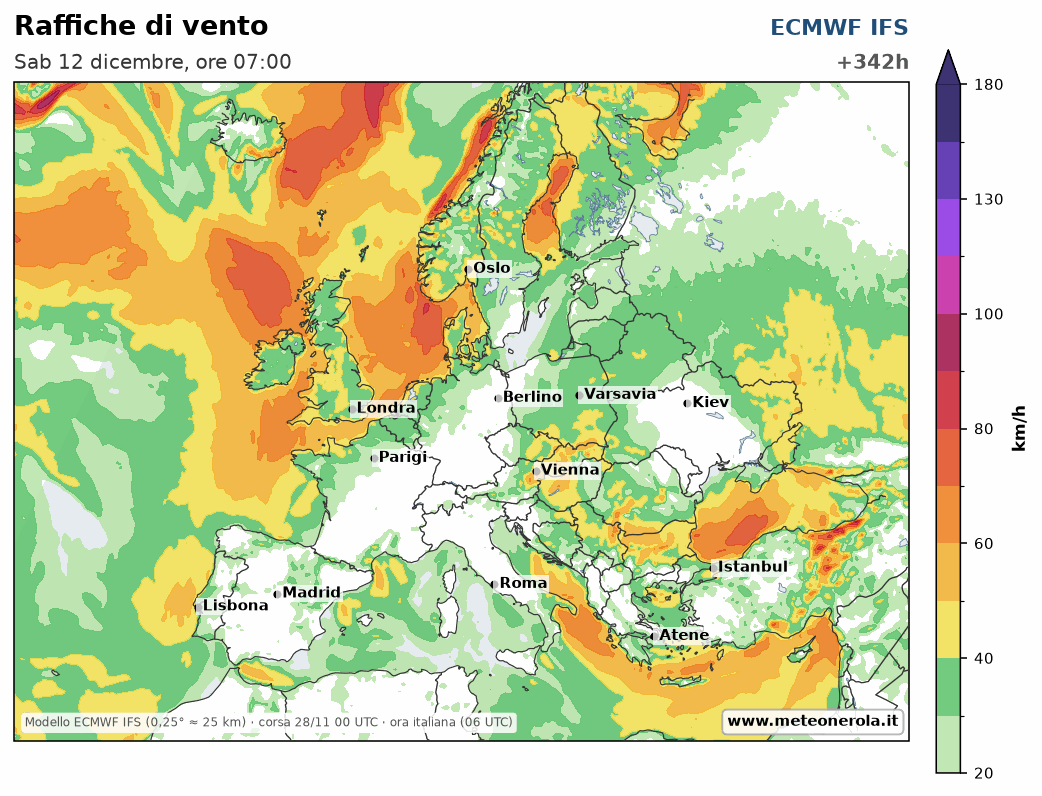 Raffiche di vento
ECMWF IFS
Sab 12 dicembre, ore 07:00
+342h
180
130
100
80
60
40
20
km/h
Oslo
Londra
Berlino
Varsavia
Kiev
Parigi
Vienna
Istanbul
Roma
Madrid
Lisbona
Atene
Modello ECMWF IFS (0,25° ≈ 25 km) · corsa 28/11 00 UTC · ora italiana (06 UTC)
www.meteonerola.it